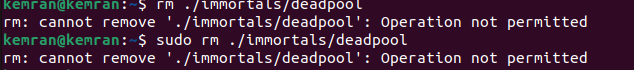 kemran@kemran:~$ rm ./immortals/deadpool
rm: cannot remove './immortals/deadpool': Operation not permitted
kemran@kemran:~$ sudo rm ./immortals/deadpool
rm: cannot remove './immortals/deadpool': Operation not permitted